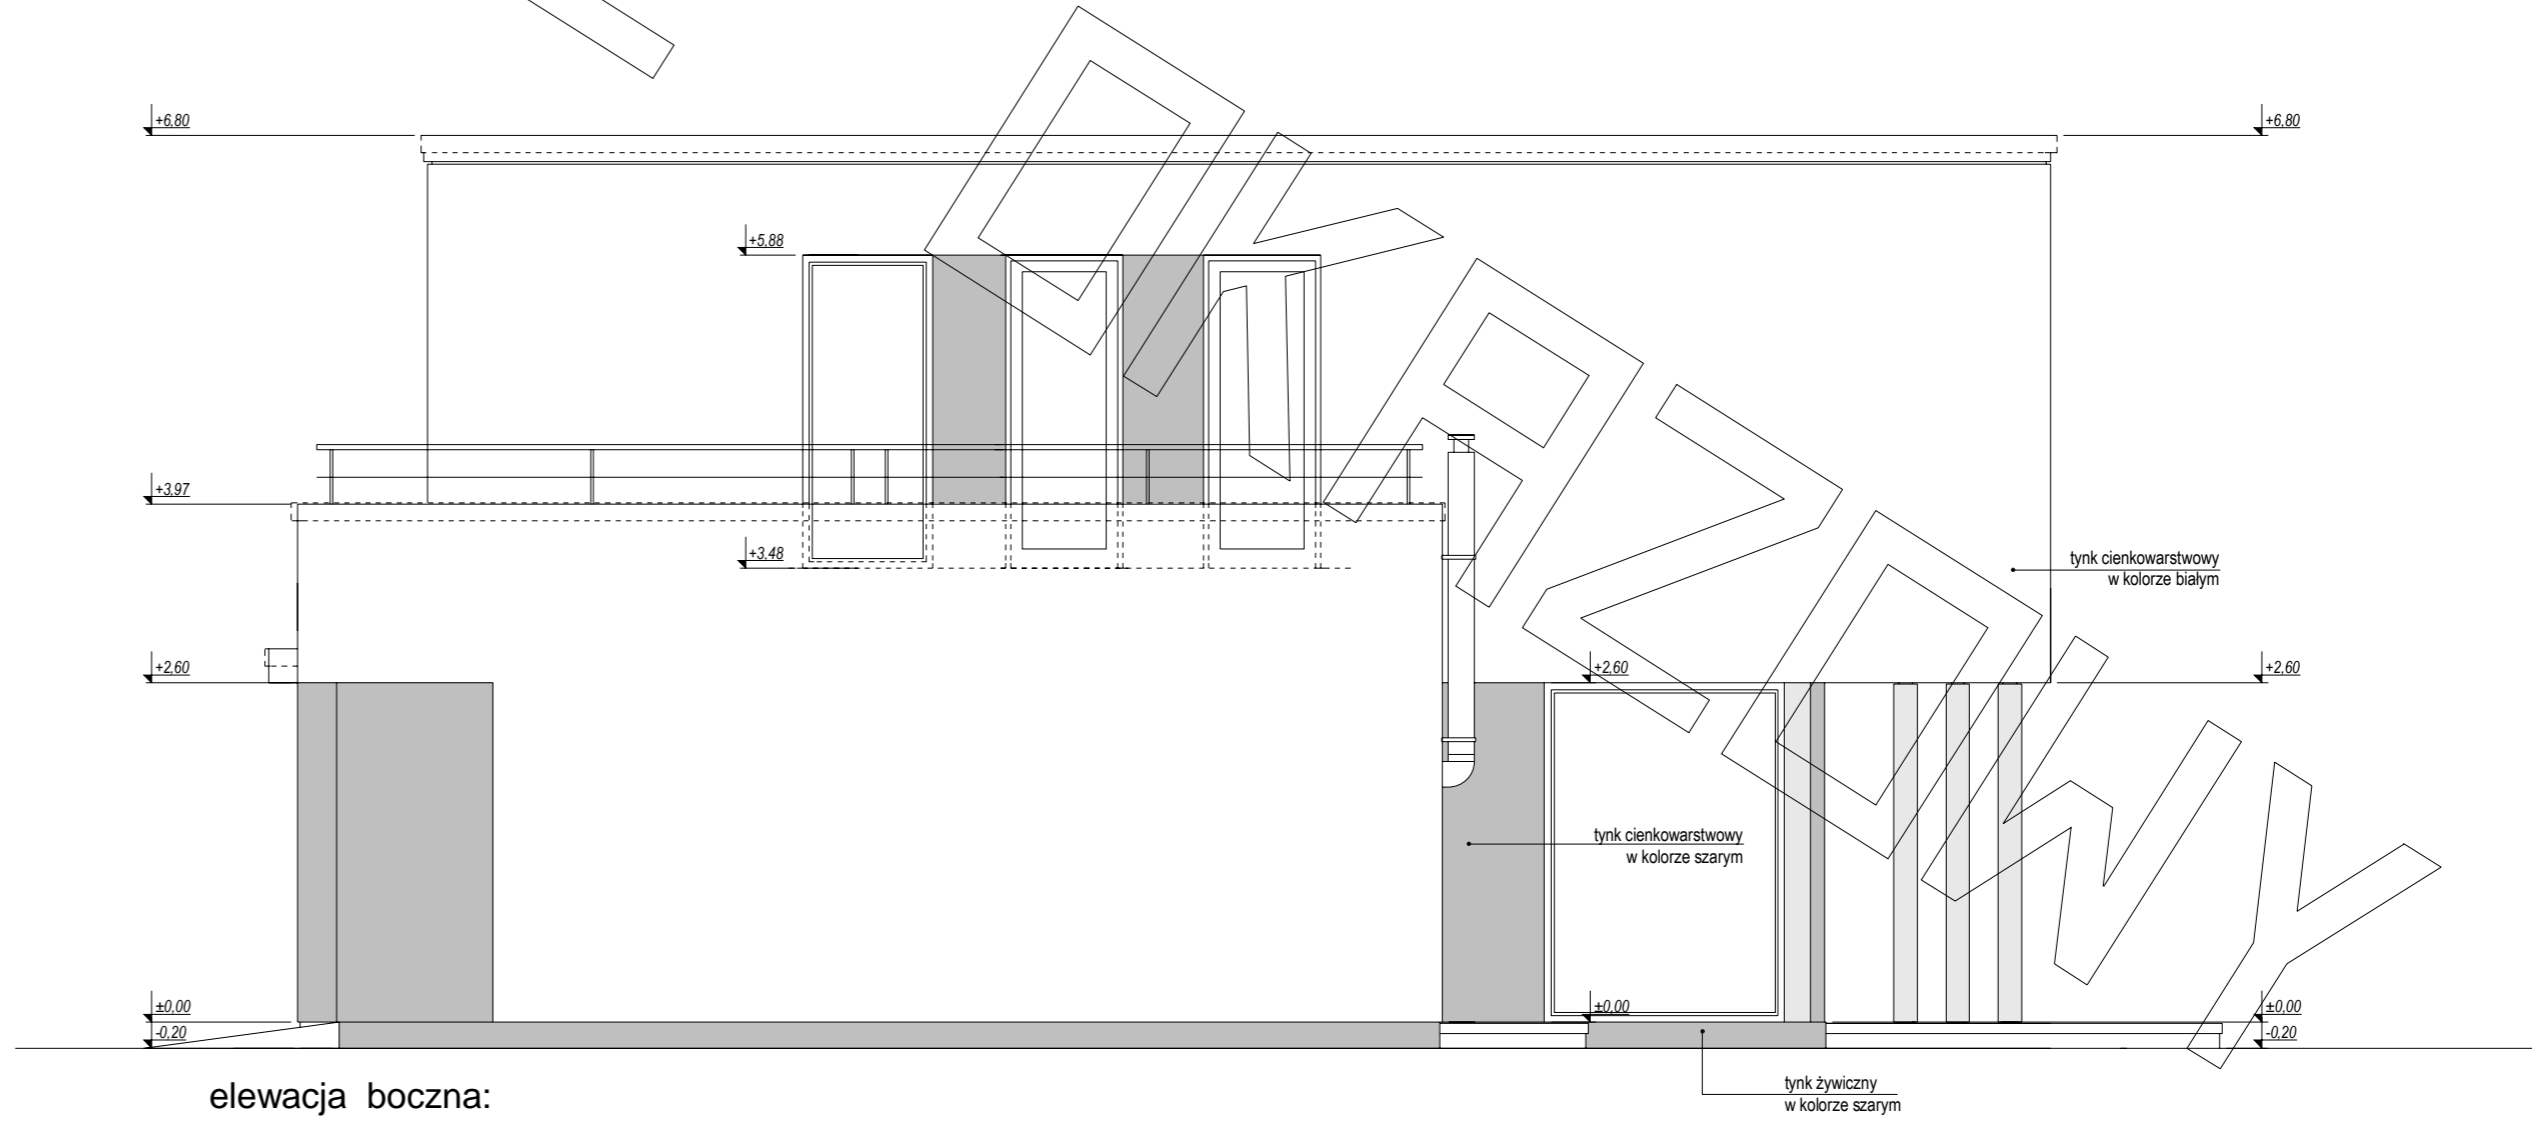 +6,80
+6,80
+5,88
+3,97
+3,48
tynk cienkowarstwowy
w kolorze białym
+2,60
+2,60
+2,60
tynk cienkowarstwowy
w kolorze szarym
±0,00
±0,00
±0,00
-0,20
-0,20
elewacja boczna:
tynk żywiczny
w kolorze szarym